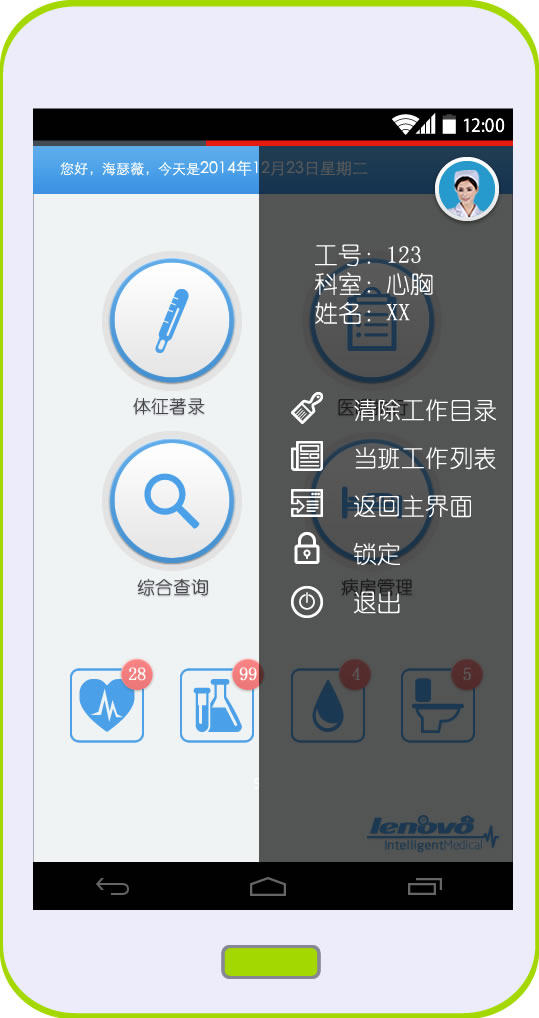 12:00
您好，海瑟薇，今天是2014年12月23日星期二
工号：123
科室：心胸
姓名：XX
体征著录
清除工作目录
当班工作列表
返回主界面
锁定
综合查询
病房管理
退出
28
99
4
5
lenovo
IntelligentMedical